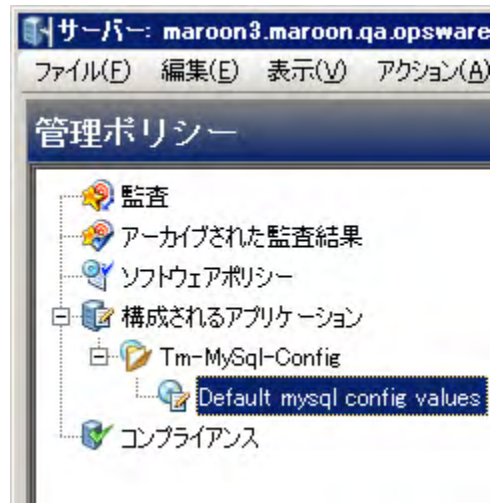 サーバー: maroon3.maroon.qa.opsware
ファイル(F) 編集(E) 表示(V) アクション(A)
管理ポリシー
監査
アーカイブされた監査結果
ソフトウェアポリシー
構成されるアプリケーション
Tm-MySql-Config
Default mysql config values
コンプライアンス